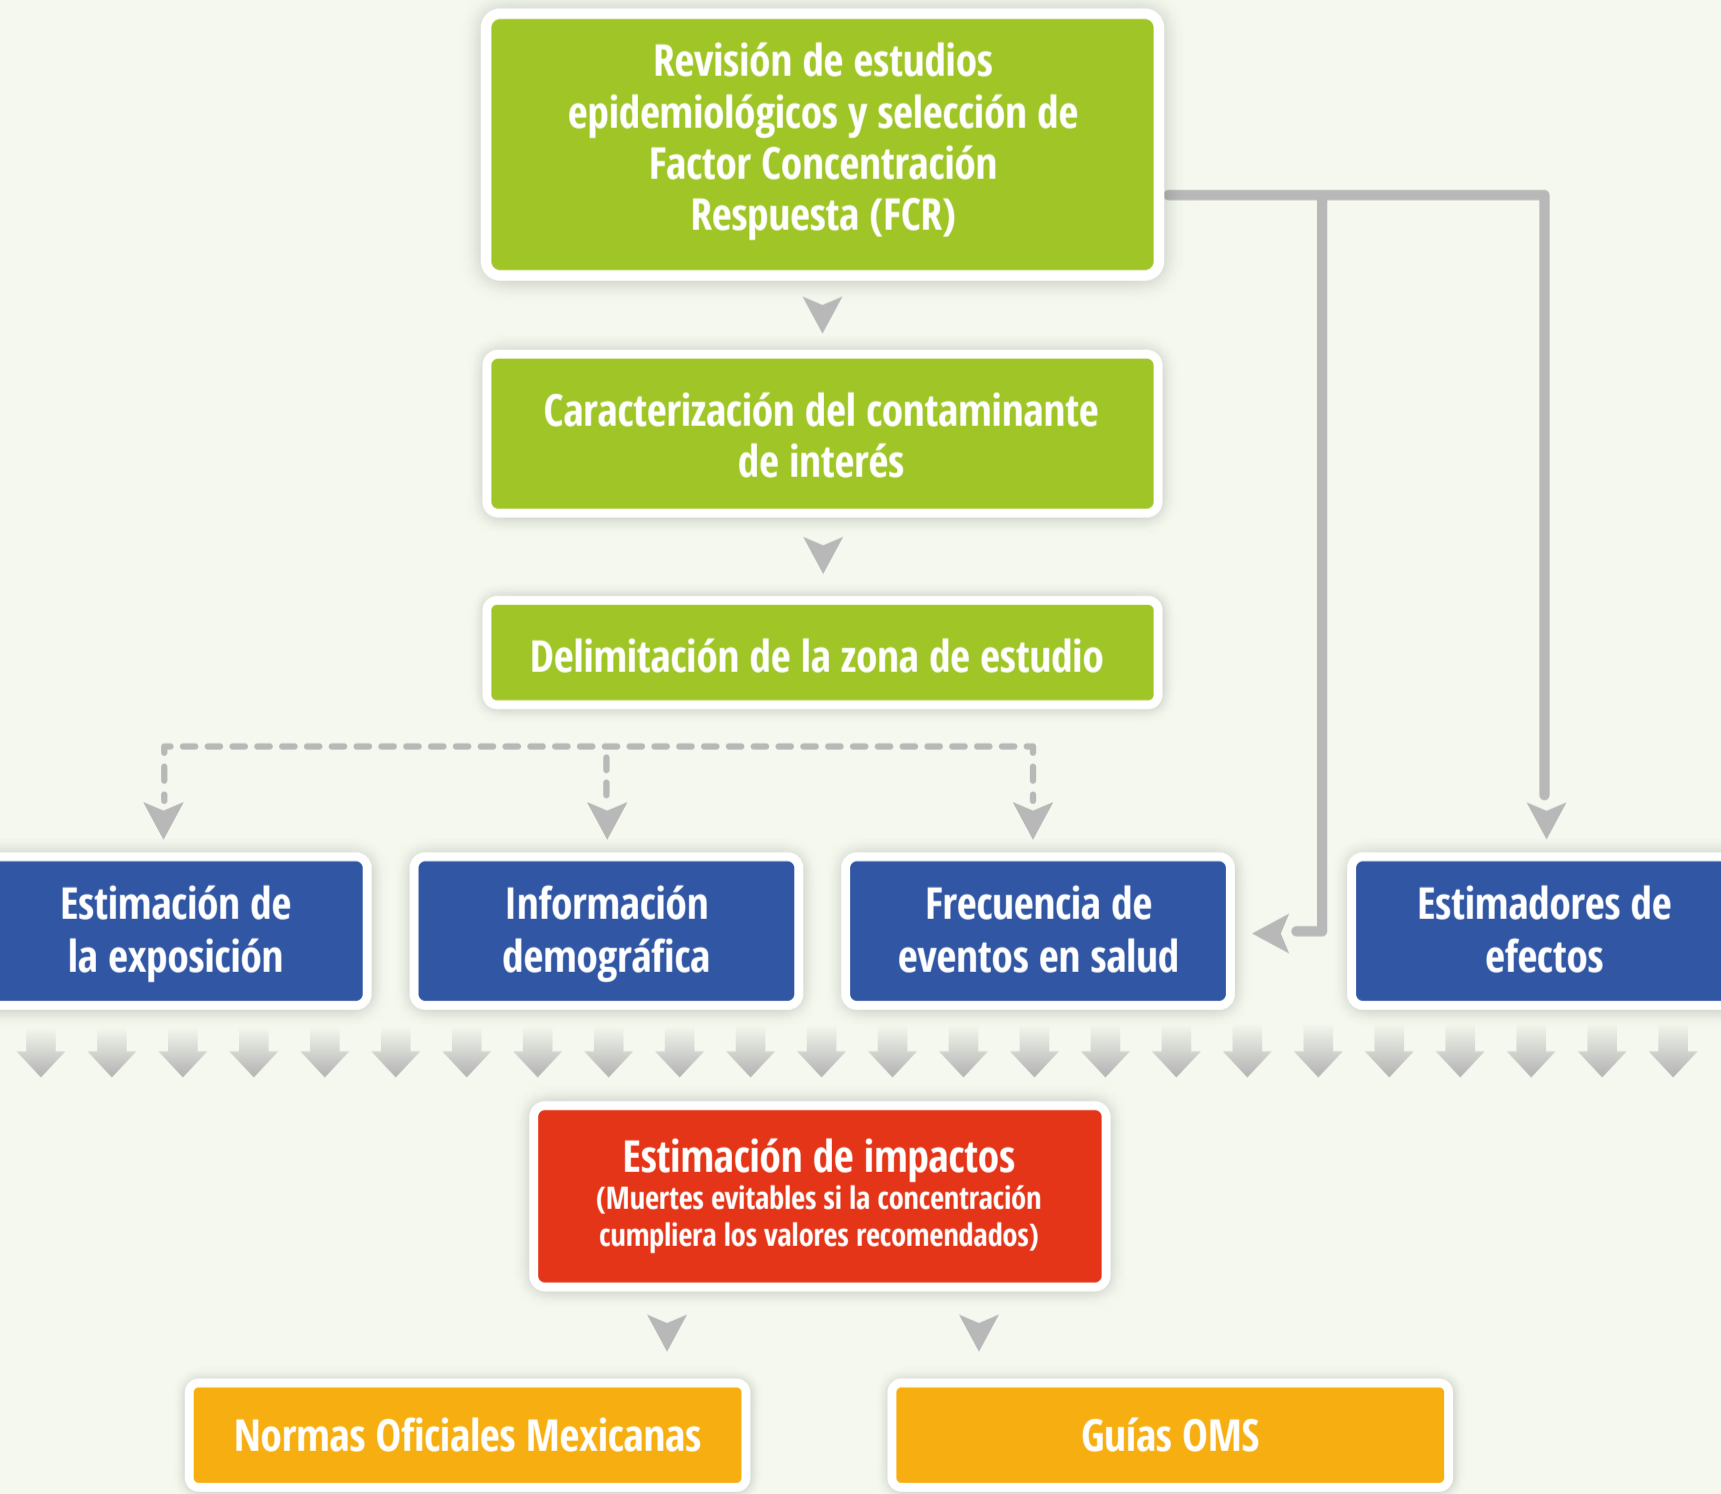 Revisión de estudios
epidemiológicos y selección de
Factor Concentración
Respuesta (FCR)
Caracterización del contaminante
de interés
Delimitación de la zona de estudio
Estimación de
la exposición
Información
demográfica
Frecuencia de
eventos en salud
Estimadores de
efectos
Estimación de impactos
(Muertes evitables si la concentración
cumpliera los valores recomendados)
Normas Oficiales Mexicanas
Guías OMS